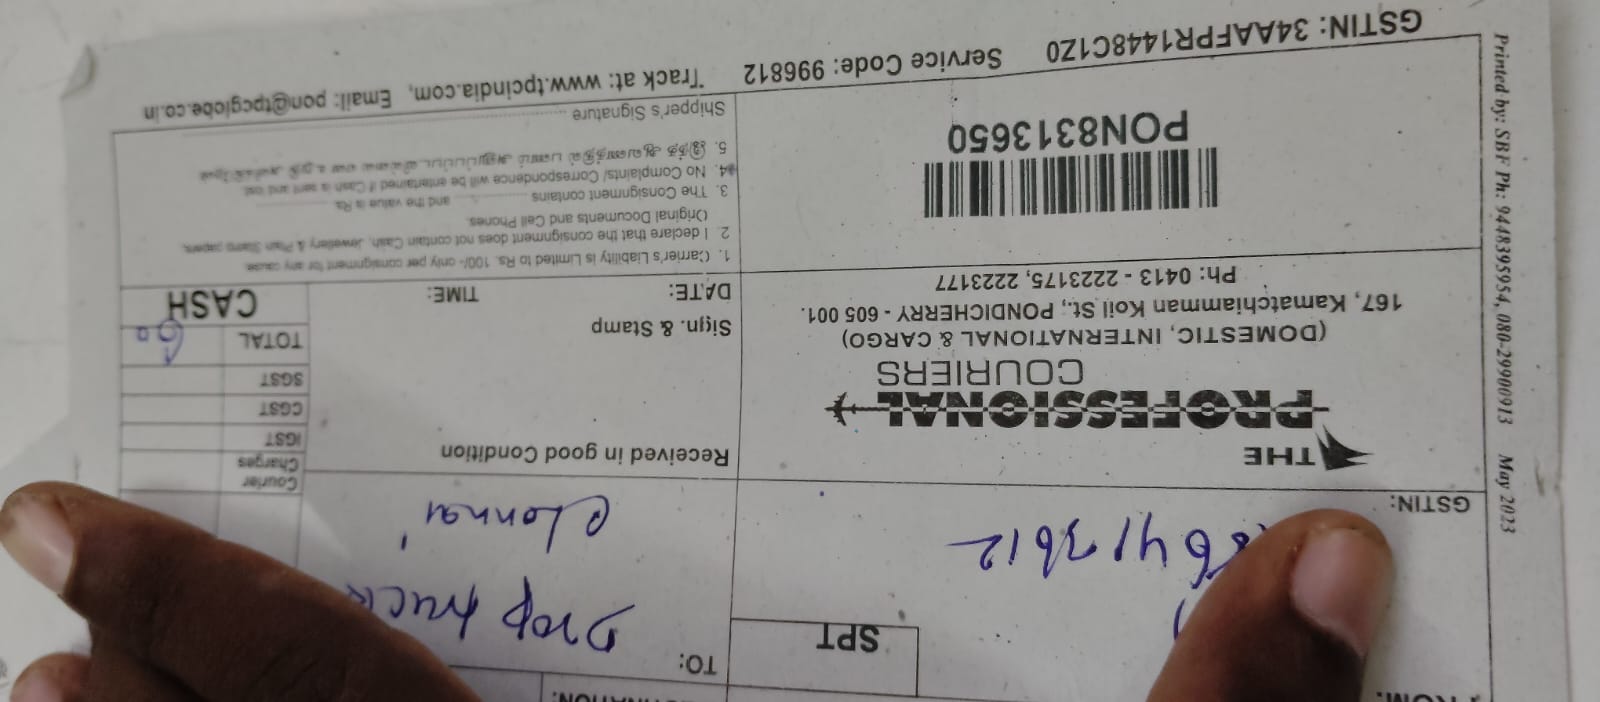 FROM:
SPT
DESTINATION:
TO:
Drop truck
chennai
6413612
GSTIN:
THE
PROFESSIONAL
COURIERS
(DOMESTIC, INTERNATIONAL & CARGO)
167, Kamatchiamman Koil St., PONDICHERRY - 605 001.
Ph: 0413 - 2223175, 2223177
Received in good Condition
Sign. & Stamp
DATE: TIME:
Courier
Charges
IGST
CGST
SGST
TOTAL 60
CASH
PON8313650
1. Carrier's Liability is Limited to Rs. 100/- only per consignment for any cause.
2. I declare that the consignment does not contain Cash, Jewellery & Plain Stamp papers,
Original Documents and Cell Phones.
3. The Consignment contains ............... and the value is Rs. ...............
4. No Complaints/ Correspondence will be entertained if Cash is sent and lost.
5. இந்த ஆவணத்தில் பணம் அனுப்பப்படவில்லை என உறுதி அளிக்கிறேன்
Shipper's Signature ...............
GSTIN: 34AAFPR1448C1Z0 Service Code: 996812 Track at: www.tpcindia.com, Email: pon@tpcglobe.co.in
Printed by: SBF Ph: 9448395954, 080-29900913 May 2023